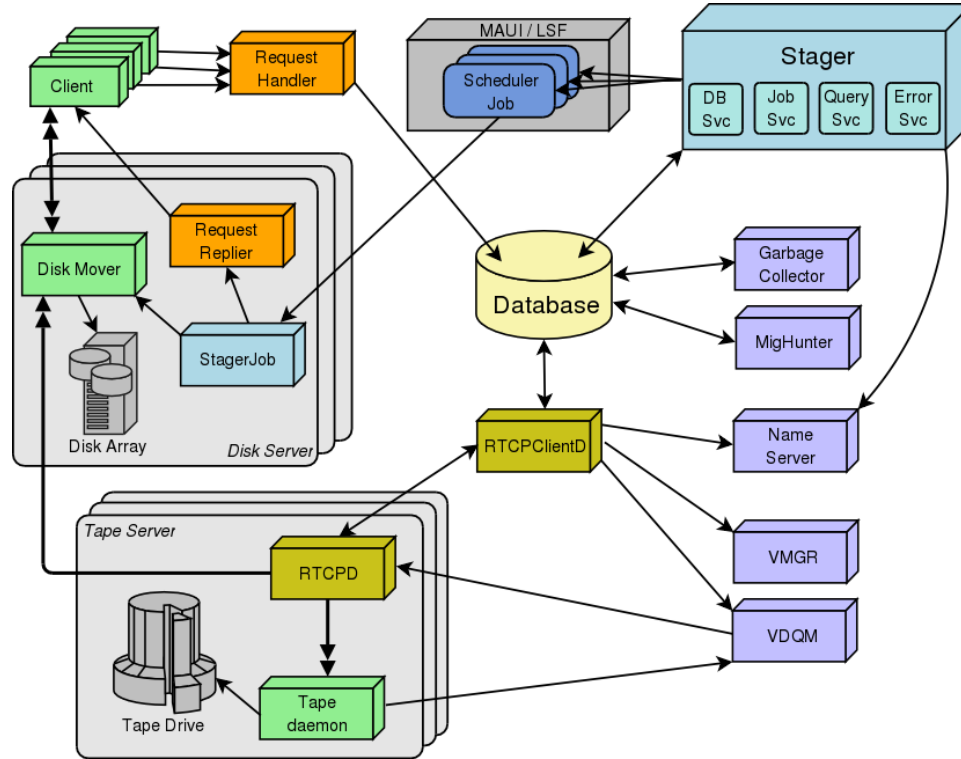 MAUI / LSF
Stager
Client
Request
Handler
Scheduler
Job
DB
Svc
Job
Svc
Query
Svc
Error
Svc
Request
Replier
Disk Mover
Garbage
Collector
Database
MigHunter
StagerJob
Disk Array
Disk Server
RTCPClientD
Name
Server
Tape Server
RTCPD
VMGR
VDQM
Tape
daemon
Tape Drive